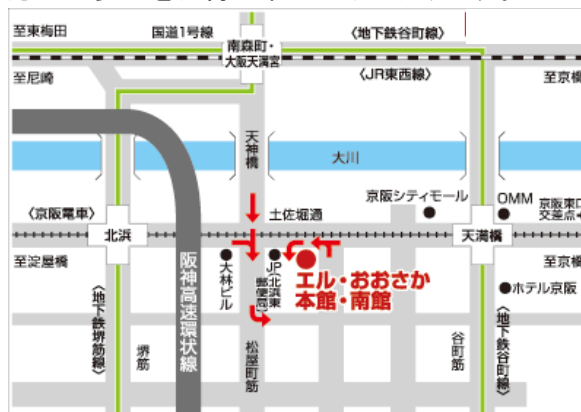 至東梅田
国道1号線
〈地下鉄谷町線〉
南森町・
大阪天満宮
至尼崎
〈JR東西線〉
至京橋
天神橋
大川
京阪シティモール
OMM
京阪東口
交差点
〈京阪電車〉
土佐堀通
北浜
天満橋
至淀屋橋
至京橋
阪神高速環状線
大林ビル
JP(北浜東
郵便局)
エル・おおさか
本館・南館
ホテル京阪
〈地下鉄堺筋線〉
堺筋
松屋町筋
谷町筋
〈地下鉄谷町線〉